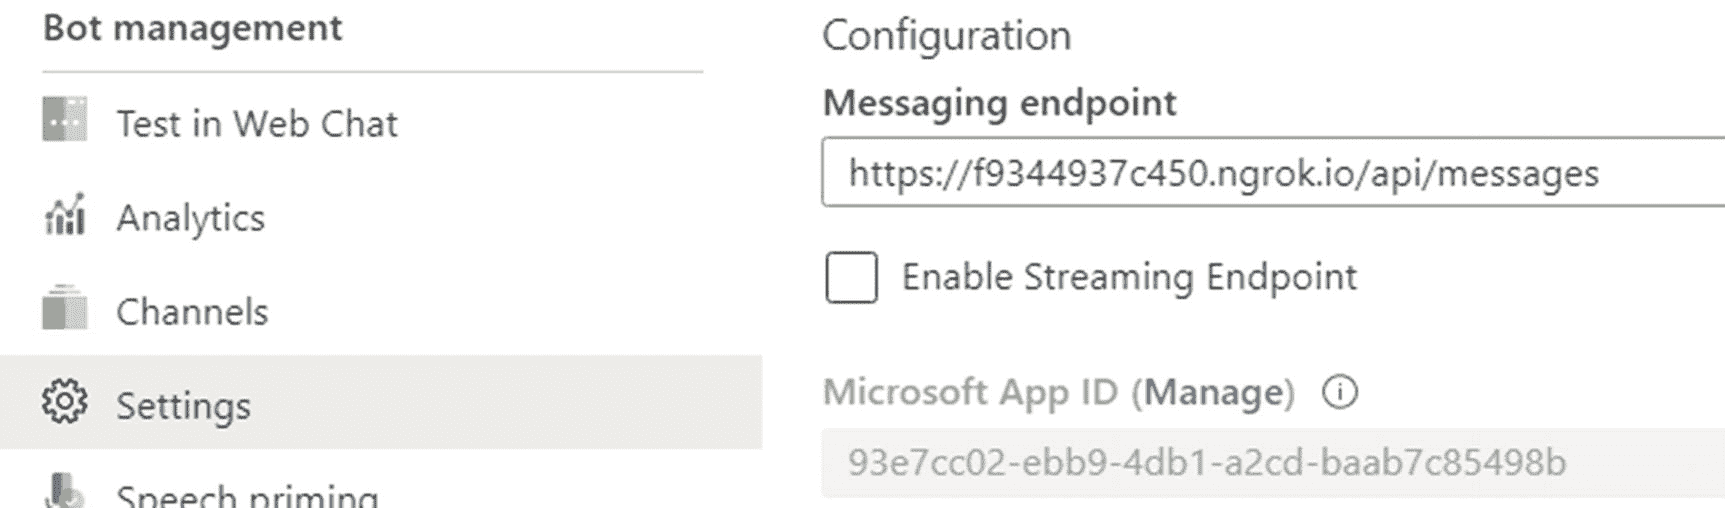 Bot management
Test in Web Chat
Analytics
Channels
Settings
Speech priming
Configuration
Messaging endpoint
https://f9344937c450.ngrok.io/api/messages
Enable Streaming Endpoint
Microsoft App ID (Manage)
93e7cc02-ebb9-4db1-a2cd-baab7c85498b